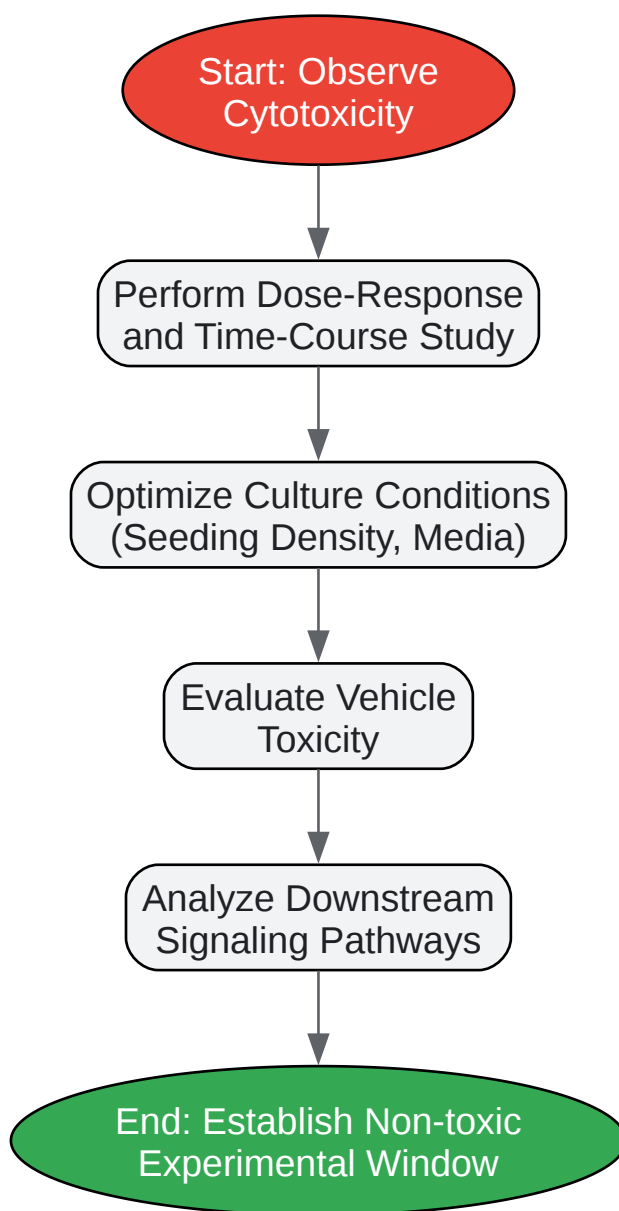 Start: Observe
Cytotoxicity
Perform Dose-Response
and Time-Course Study
Optimize Culture Conditions
(Seeding Density, Media)
Evaluate Vehicle
Toxicity
Analyze Downstream
Signaling Pathways
End: Establish Non-toxic
Experimental Window